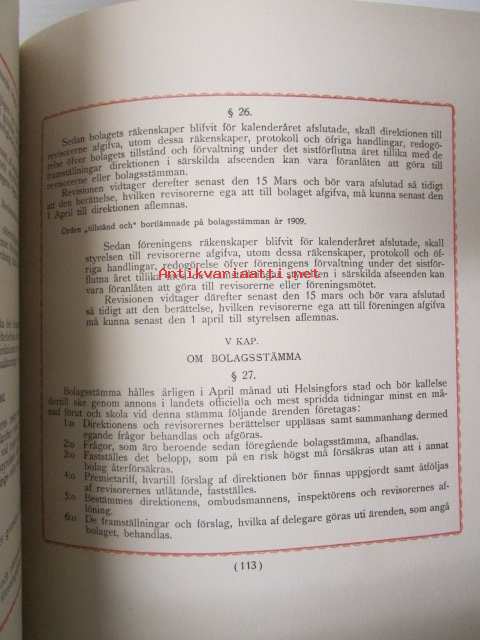 § 26.
Sedan bolagets räkenskaper blifvit för kalenderåret afslutade, skall direktionen till
revisorerne afgifva, utom dessa räkenskaper, protokoll och öfriga handlingar, redogö-
relse öfver bolagets tillstånd och förvaltning under det sistförflutna året tillika med de
framställningar direktionen i särskilda afseenden kan vara föranlåten att göra till
revisorerne eller bolagsstämman.
Revisionen vidtager derefter senast den 15 Mars och bör vara afslutad så tidigt
att den berättelse, hvilken revisorerne ega att till bolaget afgifva, må kunna senast den
1 April till direktionen aflemnas.
Orden „tillstånd och“ bortlämnade på bolagsstämman år 1909.
Sedan föreningens räkenskaper blifvit för kalenderåret afslutade, skall
styrelsen till revisorerne afgifva, utom dessa räkenskaper, protokoll och öf-
riga handlingar, redogörelse öfver föreningens förvaltning under det sistför-
flutna året tillika med de framställningar styrelsen i särskilda afseenden kan
vara föranlåten att göra till revisorerne eller föreningsmötet.
Revisionen vidtager därefter senast den 15 mars och bör vara afslutad
så tidigt att den berättelse, hvilken revisorerne ega att till föreningen afgifva
må kunna senast den 1 april till styrelsen aflemnas.
Antikvariaatti.net
V KAP.
OM BOLAGSSTÄMMA
§ 27.
Bolagsstämma hålles årligen i April månad uti Helsingfors stad och bör kallelse
dertill ske genom annons i landets officiella och mest spridda tidningar minst en må-
nad förut och skola vid denna stämma följande ärenden företagas:
1:o Direktionens och revisorernes berättelser uppläsas samt sammanhang dermed
egande frågor behandlas och afgöras.
2:o Frågor, som äro beroende sedan föregående bolagsstämma, afhandlas.
3:o Fastställes det belopp, som på en risk högst må försäkras utan att i annat
bolag återförsäkras.
4:o Premietariff, hvartill förslag af direktionen bör finnas uppgjordt samt åtföljas
af revisorernes utlåtande, fastställes.
5:o Bestämmes direktionens, ombudsmannens, inspektörens och revisorernes af-
löning.
6:o De framställningar och förslag, hvilka af delegare göras uti ärenden, som angå
bolaget, behandlas.
(113)